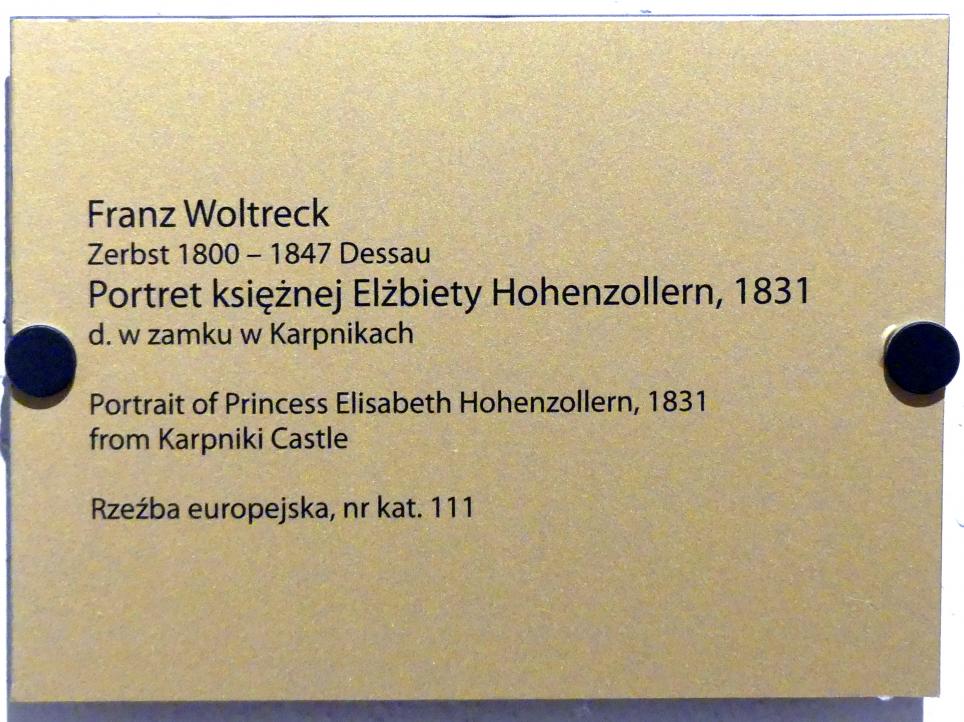 Franz Woltreck
Zerbst 1800 – 1847 Dessau
Portret księżnej Elżbiety Hohenzollern, 1831
d. w zamku w Karpnikach
Portrait of Princess Elisabeth Hohenzollern, 1831
from Karpniki Castle
Rzeźba europejska, nr kat. 111